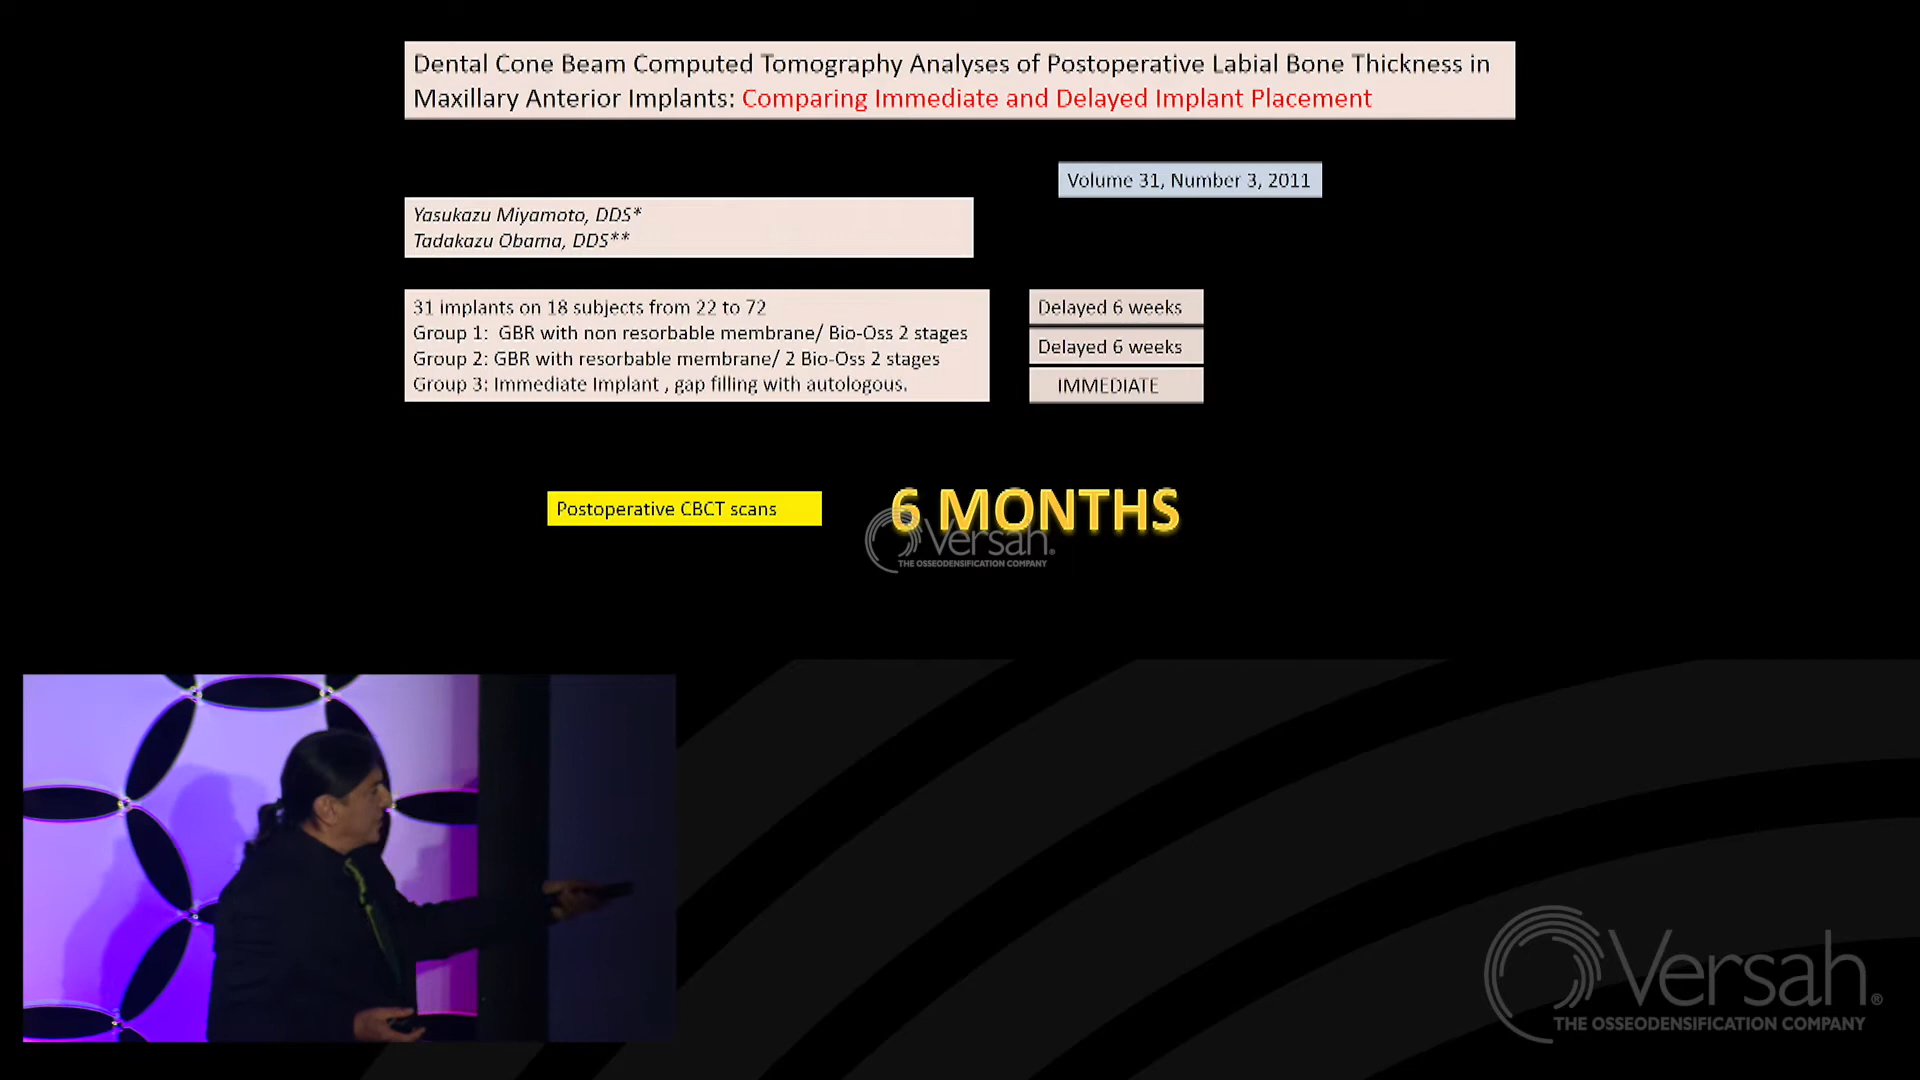 Dental Cone Beam Computed Tomography Analyses of Postoperative Labial Bone Thickness in
Maxillary Anterior Implants: Comparing Immediate and Delayed Implant Placement
Volume 31, Number 3, 2011
Yasukazu Miyamoto, DDS*
Tadakazu Obama, DDS**
31 implants on 18 subjects from 22 to 72
Group 1:  GBR with non resorbable membrane/ Bio-Oss 2 stages
Group 2: GBR with resorbable membrane/ 2 Bio-Oss 2 stages
Group 3: Immediate Implant , gap filling with autologous.
Delayed 6 weeks
Delayed 6 weeks
IMMEDIATE
Postoperative CBCT scans
6 MONTHS
Versah®
THE OSSEODENSIFICATION COMPANY
Versah®
THE OSSEODENSIFICATION COMPANY